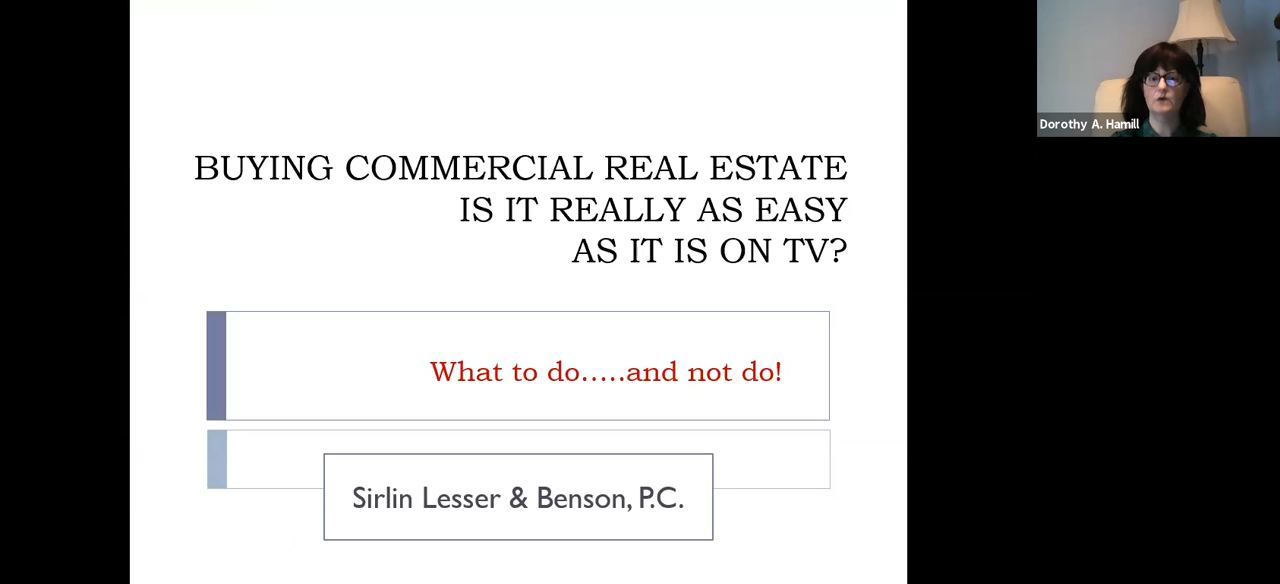 BUYING COMMERCIAL REAL ESTATE
IS IT REALLY AS EASY
AS IT IS ON TV?
What to do.....and not do!
Sirlin Lesser & Benson, P.C.
Dorothy A. Hamill